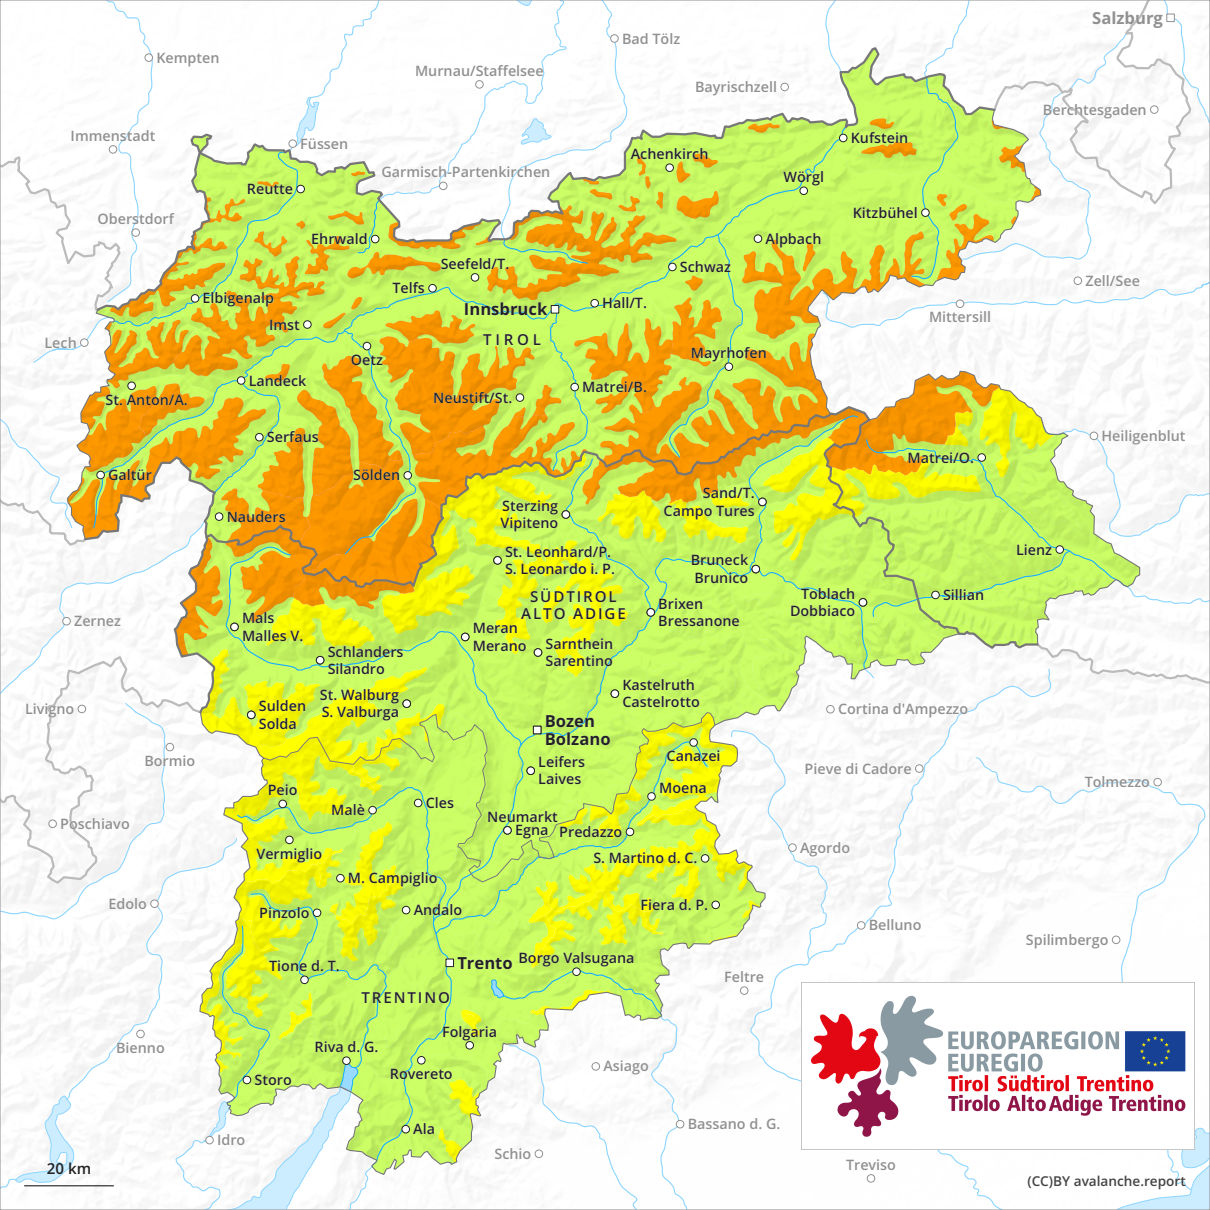 Salzburg
Bad Tölz
Kempten
Murnau/Staffelsee
Bayrischzell
Berchtesgaden
Immenstadt
Füssen
Kufstein
Achenkirch
Garmisch-Partenkirchen
Wörgl
Reutte
Oberstdorf
Kitzbühel
Ehrwald
Alpbach
Seefeld/T.
Schwaz
Zell/See
Telfs
Elbigenalp
Hall/T.
Innsbruck
Mittersill
Imst
TIROL
Lech
Oetz
Mayrhofen
Landeck
Matrei/B.
St. Anton/A.
Neustift/St.
Serfaus
Heiligenblut
Matrei/O.
Galtür
Sölden
Sand/T.
Campo Tures
Sterzing
Vipiteno
Nauders
St. Leonhard/P.
S. Leonardo i. P.
Lienz
Bruneck
Brunico
SÜDTIROL
ALTO ADIGE
Toblach
Dobbiaco
Sillian
Brixen
Bressanone
Zernez
Mals
Malles V.
Meran
Merano
Sarnthein
Sarentino
Schlanders
Silandro
Kastelruth
Castelrotto
St. Walburg
S. Valburga
Livigno
Sulden
Solda
Cortina d'Ampezzo
Bozen
Bolzano
Bormio
Canazei
Leifers
Laives
Pieve di Cadore
Tolmezzo
Peio
Moena
Malè
Cles
Neumarkt
Egna
Poschiavo
Predazzo
Vermiglio
Agordo
S. Martino d. C.
M. Campiglio
Edolo
Pinzolo
Andalo
Fiera d. P.
Belluno
Spilimbergo
Trento
Borgo Valsugana
Tione d. T.
Feltre
TRENTINO
Folgaria
Bienno
Riva d. G.
Asiago
Rovereto
Storo
EUROPAREGION
EUREGIO
Tirol Südtirol Trentino
Tirolo Alto Adige Trentino
Bassano d. G.
Ala
Idro
Schio
Treviso
20 km
(CC)BY avalanche.report